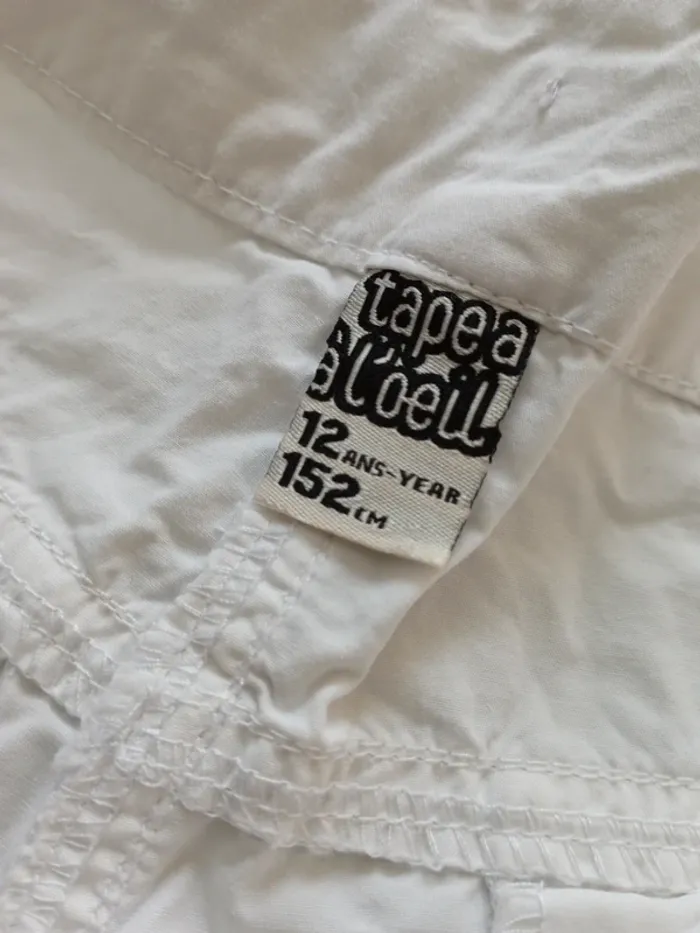 tape a
à l'oeil
12 ANS-YEAR
152 CM